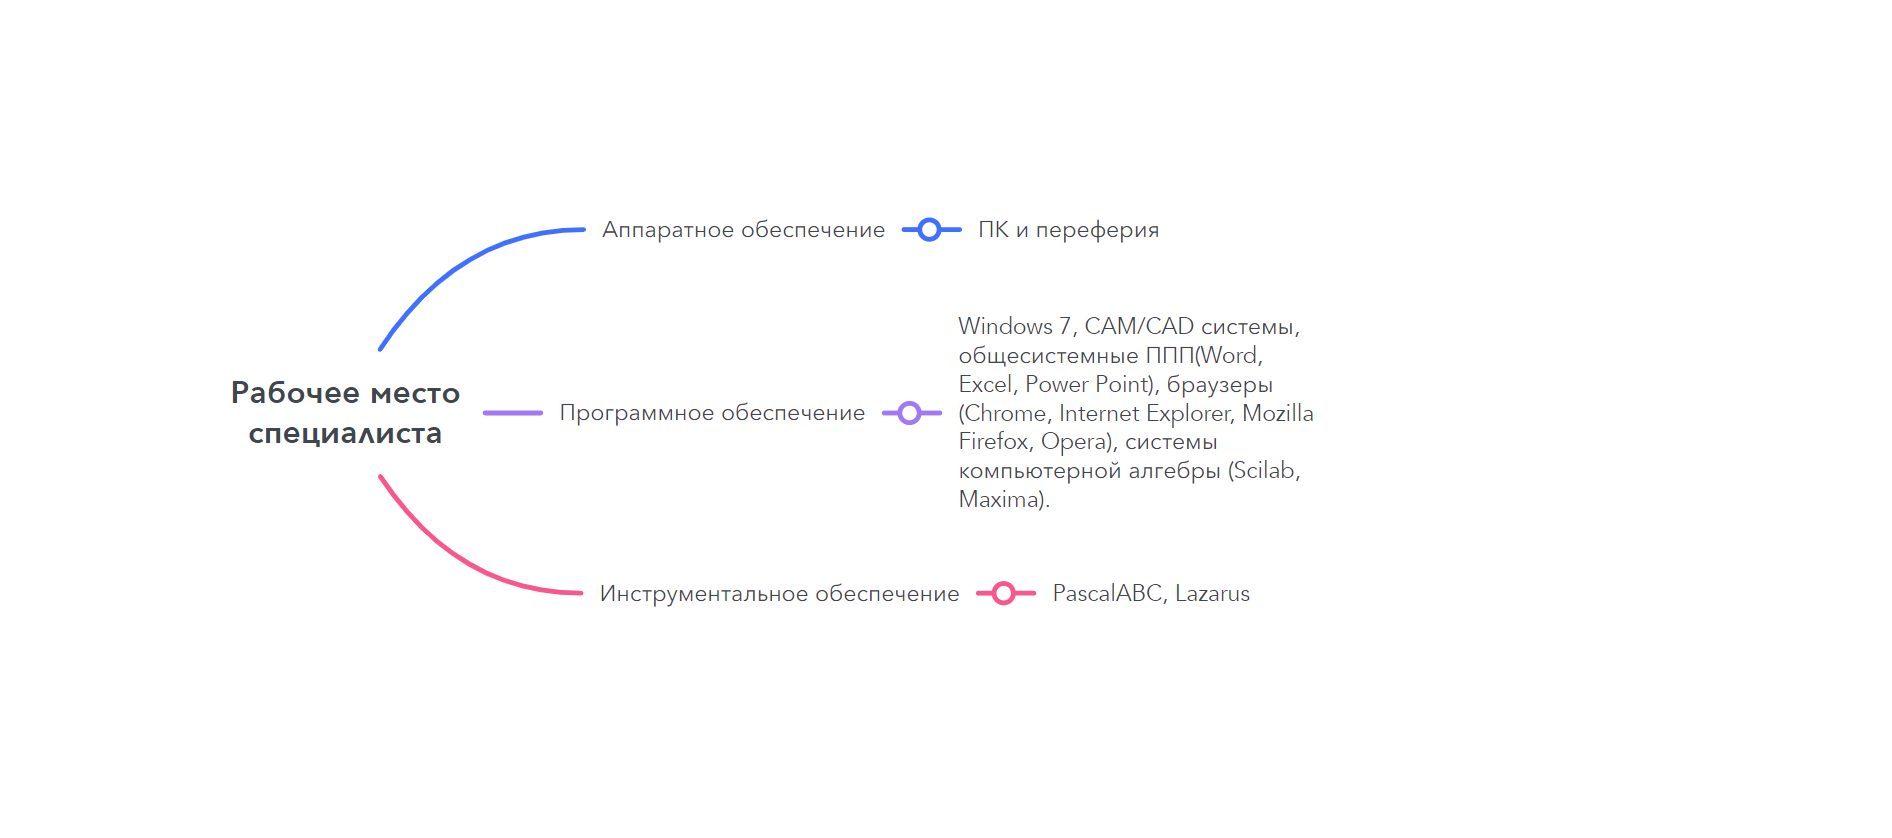 Рабочее место
специалиста
Аппаратное обеспечение
ПК и переферия
Программное обеспечение
Windows 7, CAM/CAD системы,
общесистемные ППП(Word,
Excel, Power Point), браузеры
(Chrome, Internet Explorer, Mozilla
Firefox, Opera), системы
компьютерной алгебры (Scilab,
Maxima).
Инструментальное обеспечение
PascalABC, Lazarus